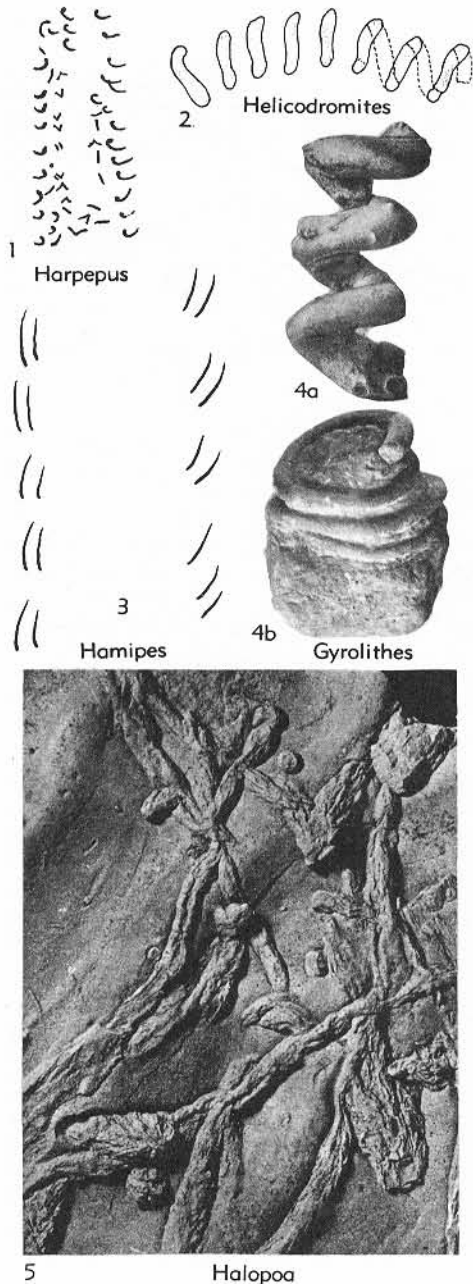 2. Helicodromites
1 Harpepus
4a
3 Hamipes
4b Gyrolithes
5 Halopoa